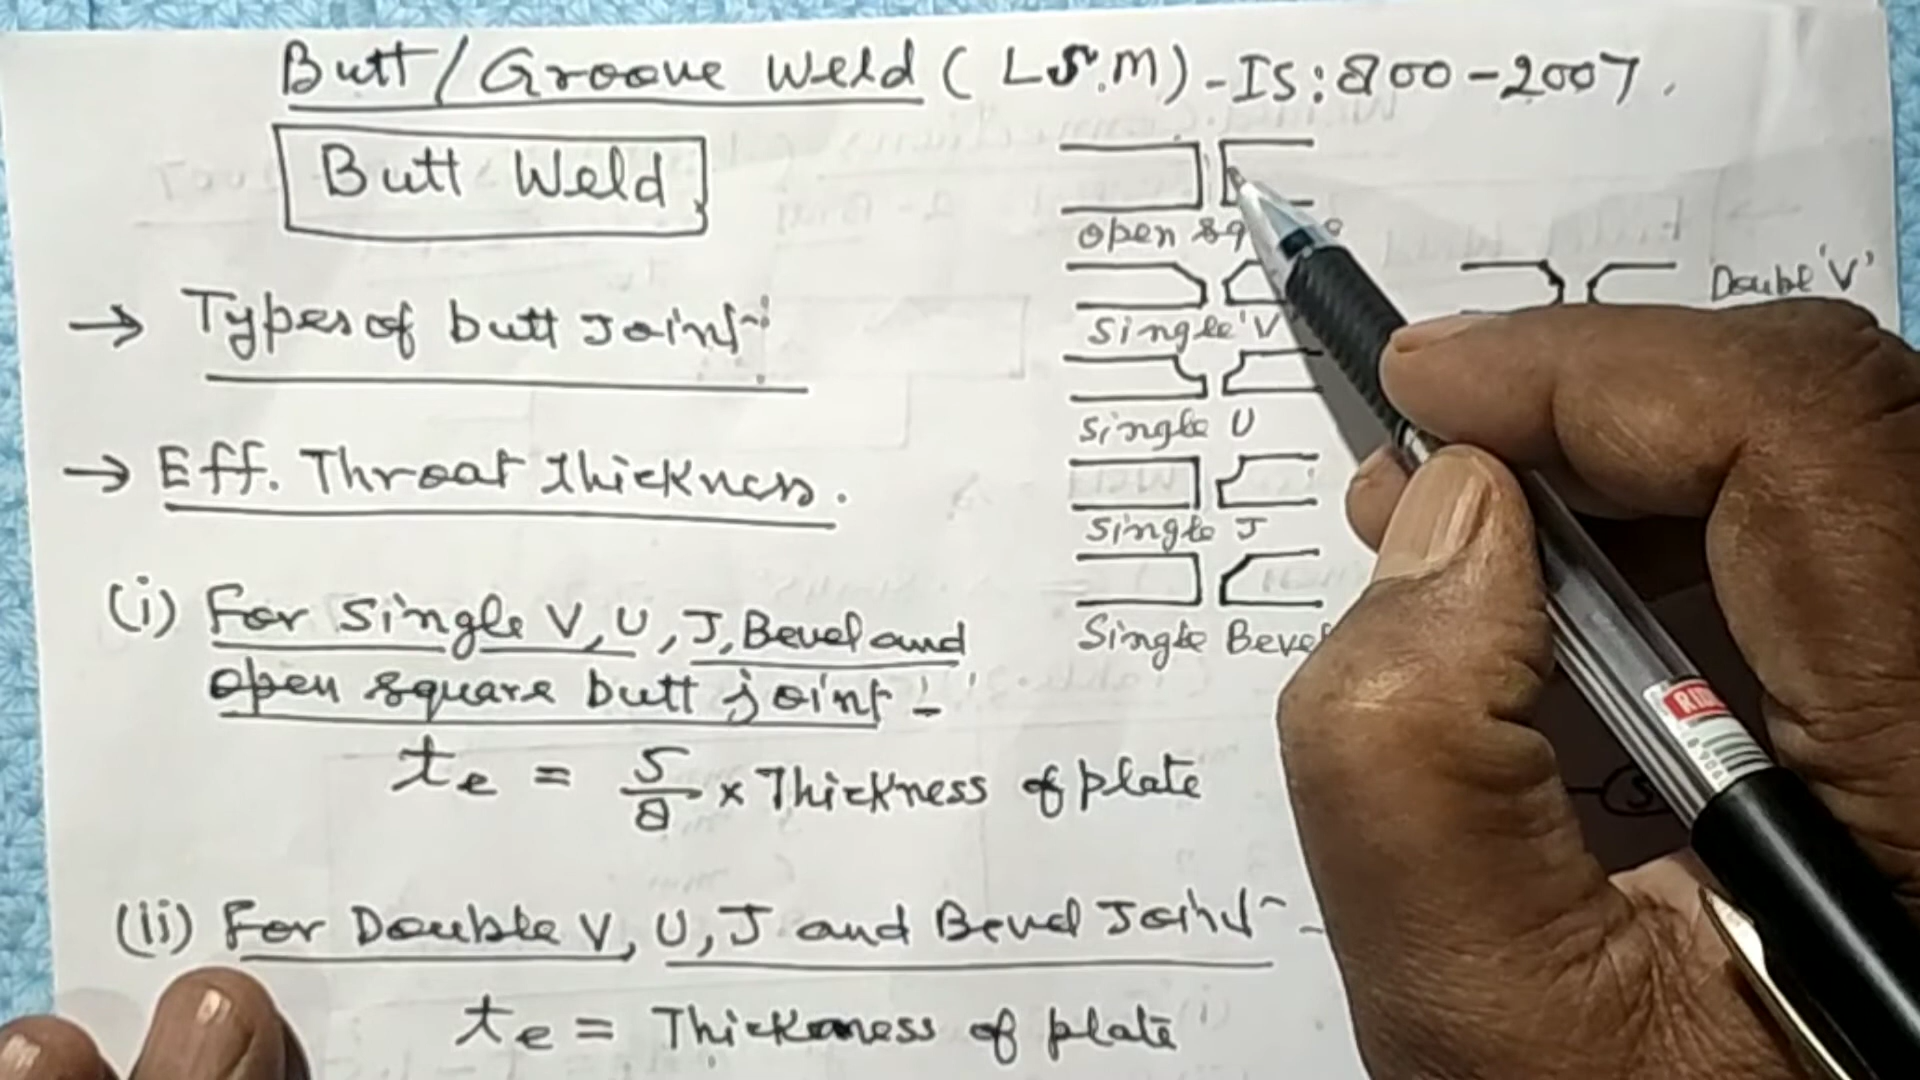 Butt/Groove Weld (LSM) - IS:800-2007.
Butt Weld
→ Types of butt Joint
→ Eff. Throat thickness.
(i) For Single V, U, J, Bevel and
open square butt joint -
te = 5/8 x Thickness of plate
(ii) For Double V, U, J and Bevel Joint -
te = Thickness of plate
open
Single 'V
Single U
Single J
Single Bevel
Double 'V'